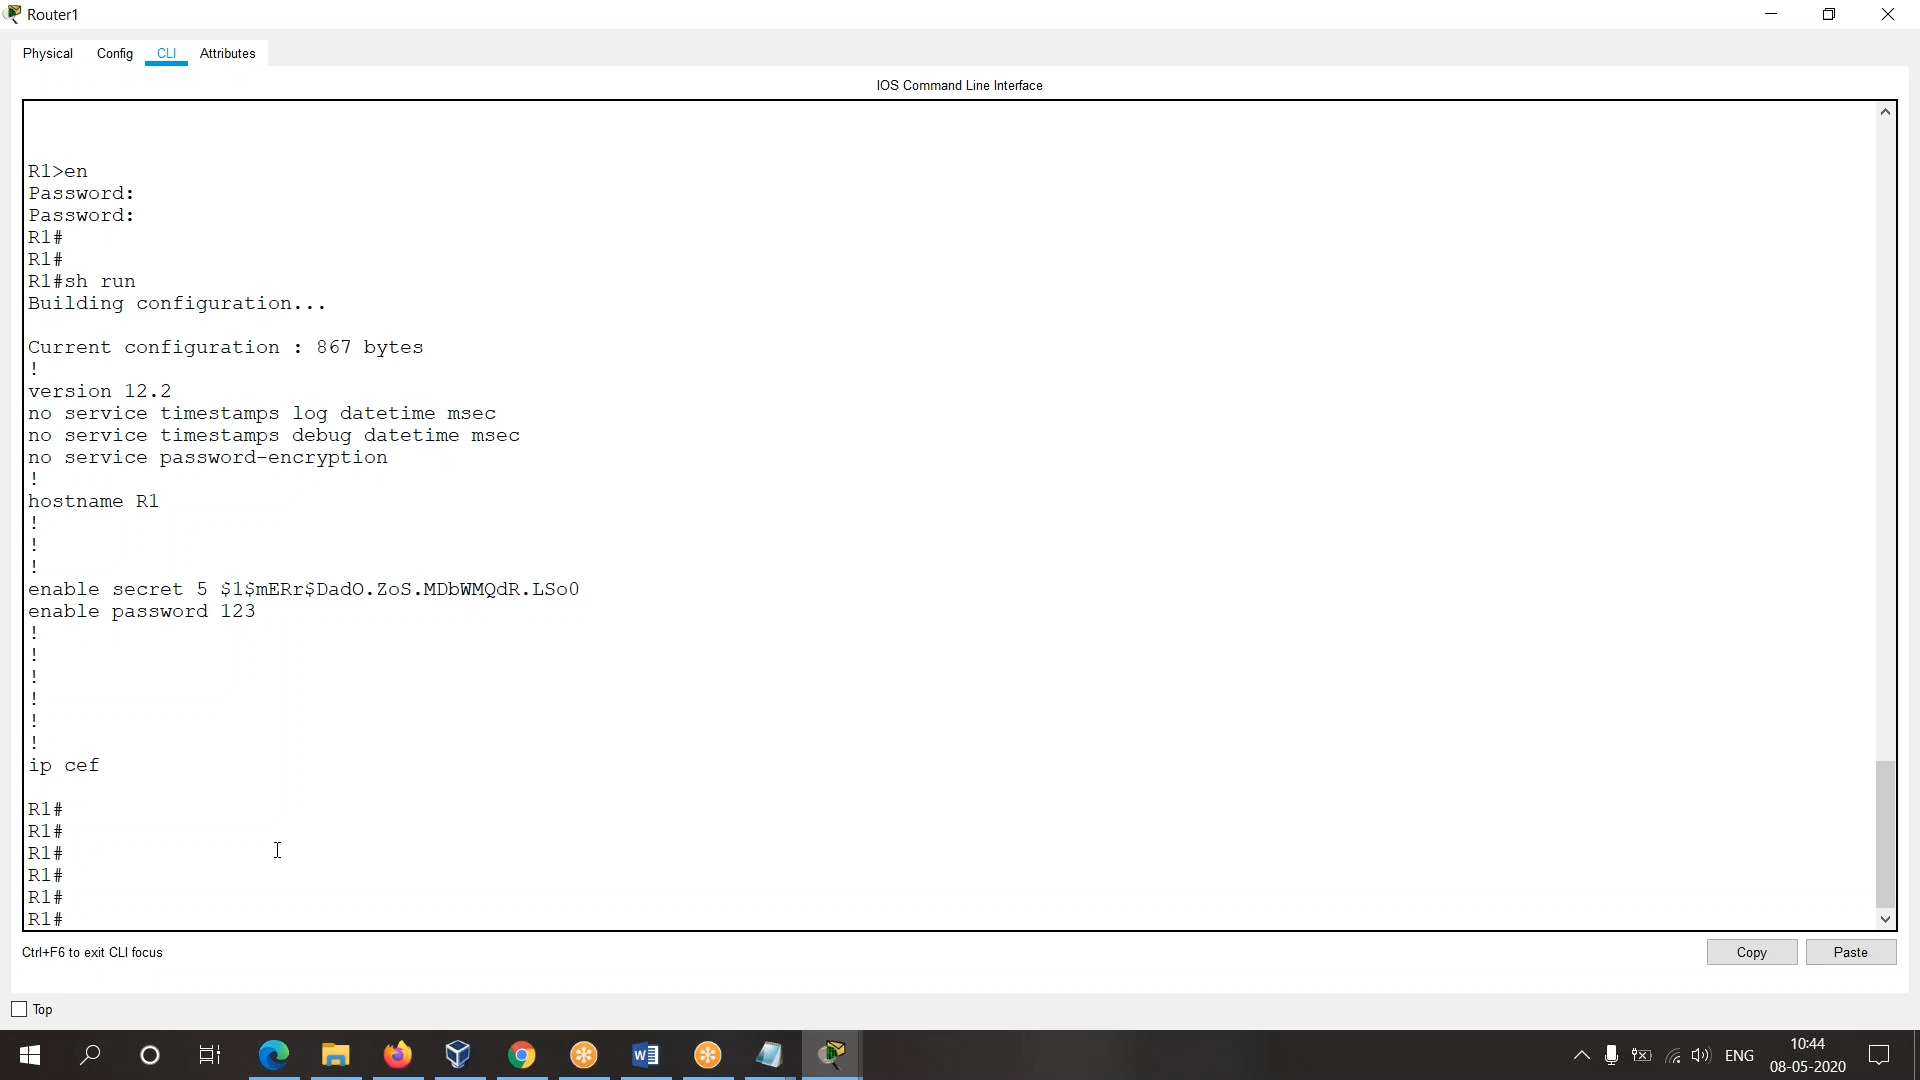 Router1
Physical Config CLI Attributes
IOS Command Line Interface
R1>en
Password:
Password:
R1#
R1#
R1#sh run
Building configuration...
Current configuration : 867 bytes
!
version 12.2
no service timestamps log datetime msec
no service timestamps debug datetime msec
no service password-encryption
!
hostname R1
!
!
!
enable secret 5 $1$mERr$DadO.ZoS.MDbWMQdR.LSo0
enable password 123
!
!
!
!
!
!
ip cef
R1#
R1#
R1#
R1#
R1#
R1#
Ctrl+F6 to exit CLI focus
Copy Paste
Top
ENG
10:44
08-05-2020